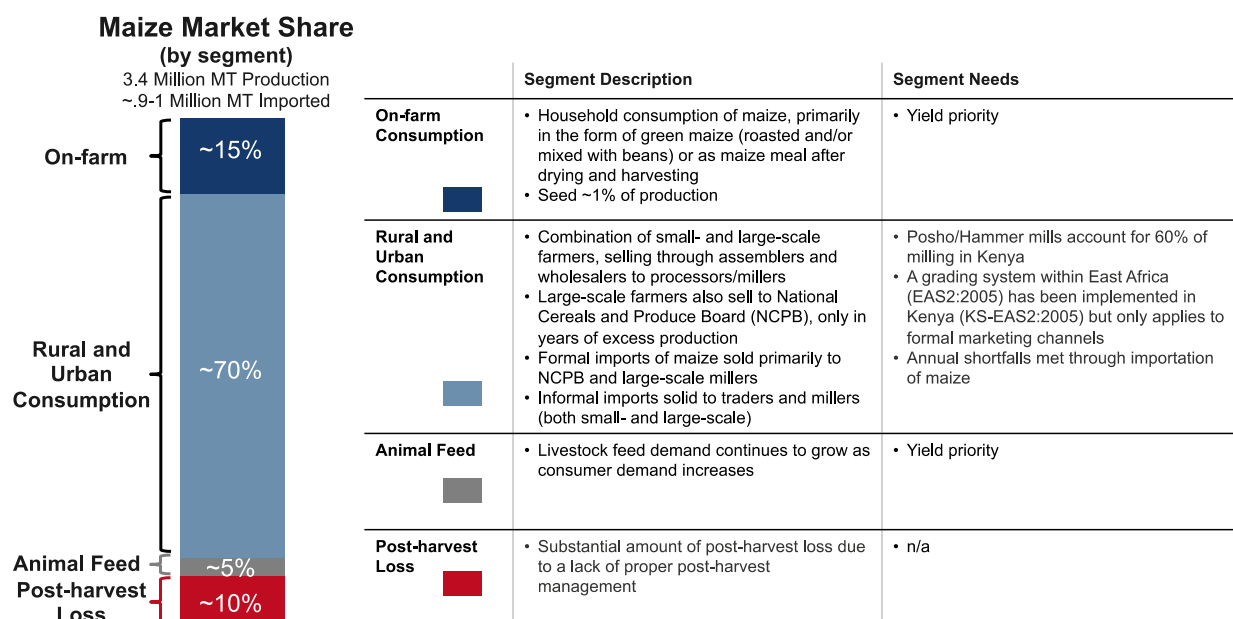 Maize Market Share
(by segment)
3.4 Million MT Production
~.9-1 Million MT Imported
On-farm
~15%
Rural and
Urban
Consumption
~70%
Animal Feed
~5%
Post-harvest
Loss
~10%
Segment Description
Segment Needs
On-farm
Consumption
• Household consumption of maize, primarily
in the form of green maize (roasted and/or
mixed with beans) or as maize meal after
drying and harvesting
• Seed ~1% of production
• Yield priority
Rural and
Urban
Consumption
• Combination of small- and large-scale
farmers, selling through assemblers and
wholesalers to processors/millers
• Large-scale farmers also sell to National
Cereals and Produce Board (NCPB), only in
years of excess production
• Formal imports of maize sold primarily to
NCPB and large-scale millers
• Informal imports solid to traders and millers
(both small- and large-scale)
• Posho/Hammer mills account for 60% of
milling in Kenya
• A grading system within East Africa
(EAS2:2005) has been implemented in
Kenya (KS-EAS2:2005) but only applies to
formal marketing channels
• Annual shortfalls met through importation
of maize
Animal Feed
• Livestock feed demand continues to grow as
consumer demand increases
• Yield priority
Post-harvest
Loss
• Substantial amount of post-harvest loss due
to a lack of proper post-harvest
management
• n/a